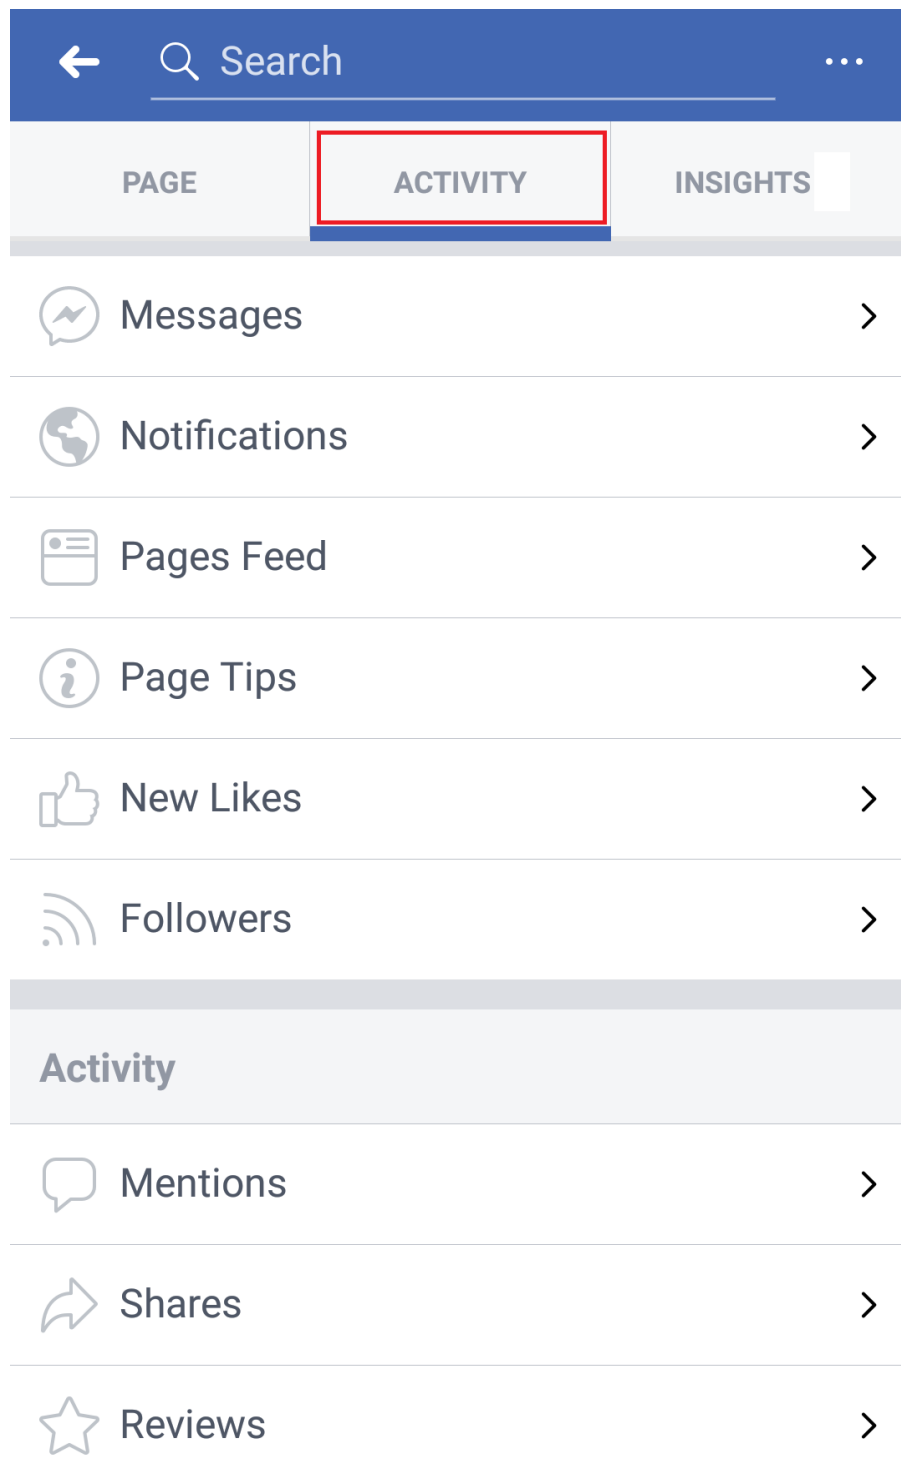 Search
PAGE
ACTIVITY
INSIGHTS
Messages
Notifications
Pages Feed
Page Tips
New Likes
Followers
Activity
Mentions
Shares
Reviews